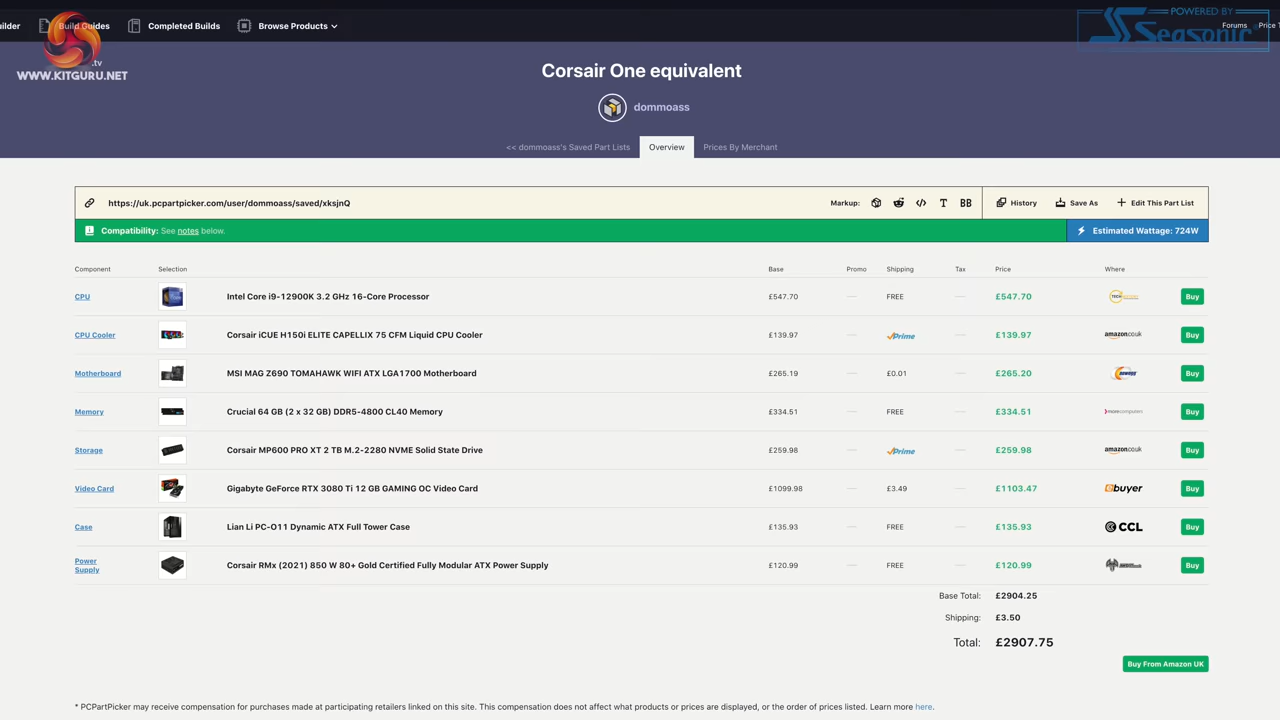 uilder Build Guides Completed Builds Browse Products Forums Price T
POWERED BY
Seasonic
.tv
WWW.KITGURU.NET
Corsair One equivalent
dommoass
<< dommoass's Saved Part Lists Overview Prices By Merchant
https://uk.pcpartpicker.com/user/dommoass/saved/xksjnQ Markup: T BB History Save As Edit This Part List
Compatibility: See notes below. Estimated Wattage: 724W
Component Selection Base Promo Shipping Tax Price Where
CPU Intel Core i9-12900K 3.2 GHz 16-Core Processor £547.70 — FREE — £547.70 Buy
CPU Cooler Corsair iCUE H150i ELITE CAPELLIX 75 CFM Liquid CPU Cooler £139.97 — Prime — £139.97 amazon.co.uk Buy
Motherboard MSI MAG Z690 TOMAHAWK WIFI ATX LGA1700 Motherboard £265.19 — £0.01 — £265.20 newegg Buy
Memory Crucial 64 GB (2 x 32 GB) DDR5-4800 CL40 Memory £334.51 — FREE — £334.51 morecomputers Buy
Storage Corsair MP600 PRO XT 2 TB M.2-2280 NVME Solid State Drive £259.98 — Prime — £259.98 amazon.co.uk Buy
Video Card Gigabyte GeForce RTX 3080 Ti 12 GB GAMING OC Video Card £1099.98 — £3.49 — £1103.47 ebuyer Buy
Case Lian Li PC-O11 Dynamic ATX Full Tower Case £135.93 — FREE — £135.93 CCL Buy
Power
Supply Corsair RMx (2021) 850 W 80+ Gold Certified Fully Modular ATX Power Supply £120.99 — FREE — £120.99 Buy
Base Total: £2904.25
Shipping: £3.50
Total: £2907.75
Buy From Amazon UK
* PCPartPicker may receive compensation for purchases made at participating retailers linked on this site. This compensation does not affect what products or prices are displayed, or the order of prices listed. Learn more here.